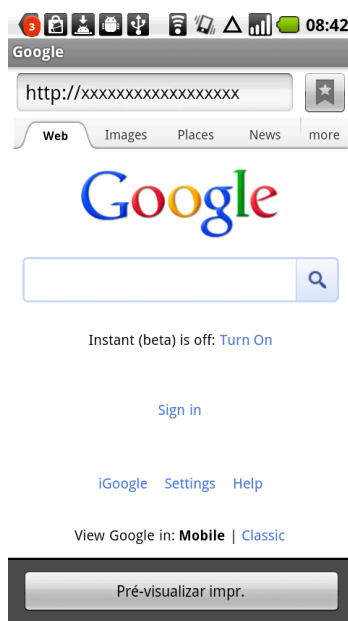 3 08:42
Google
http://xxxxxxxxxxxxxxxxxx
Web Images Places News more
Google
Instant (beta) is off: Turn On
Sign in
iGoogle Settings Help
View Google in: Mobile | Classic
Pré-visualizar impr.